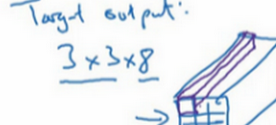 Target output:
3 × 3 × 8